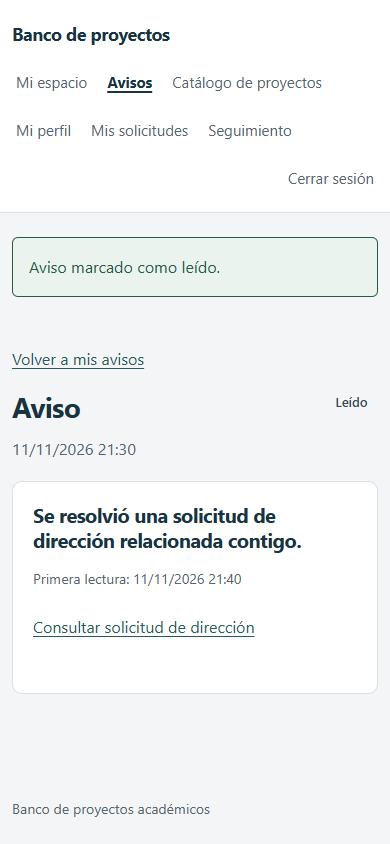 Banco de proyectos
Mi espacio Avisos Catálogo de proyectos
Mi perfil Mis solicitudes Seguimiento
Cerrar sesión
Aviso marcado como leído.
Volver a mis avisos
Aviso Leído
11/11/2026 21:30
Se resolvió una solicitud de
dirección relacionada contigo.
Primera lectura: 11/11/2026 21:40
Consultar solicitud de dirección
Banco de proyectos académicos